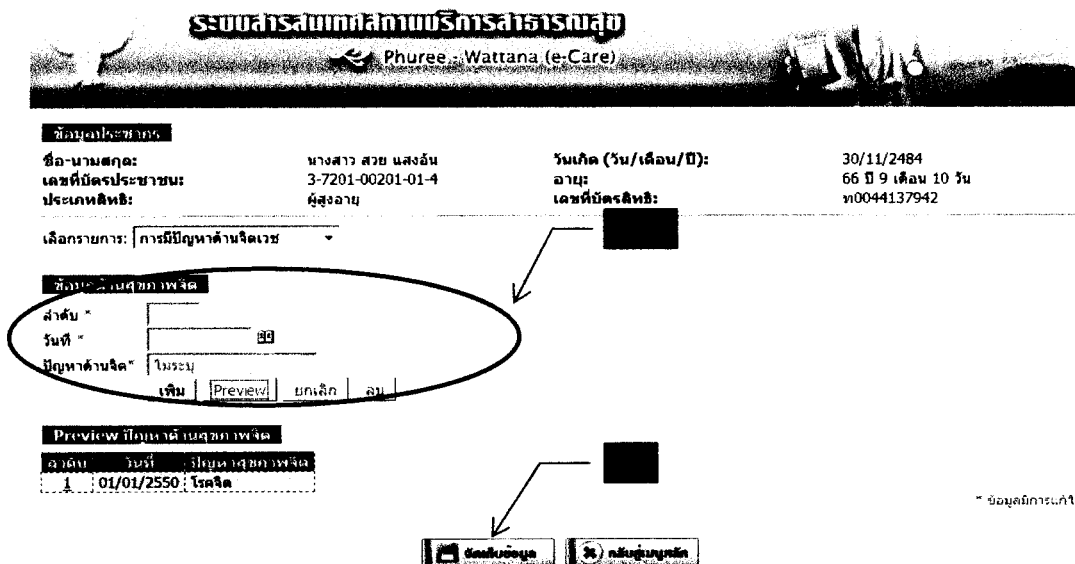 ระบบสารสนเทศสถานบริการสาธารณสุข
Phuree - Wattana (e-Care)
ข้อมูลประชากร
ชื่อ-นามสกุล: นางสาว สวย แสงอ้น วันเกิด (วัน/เดือน/ปี): 30/11/2484
เลขที่บัตรประชาชน: 3-7201-00201-01-4 อายุ: 66 ปี 9 เดือน 10 วัน
ประเภทสิทธิ: ผู้สูงอายุ เลขที่บัตรสิทธิ: ท0044137942
เลือกรายการ: การมีปัญหาด้านจิตเวช
ข้อมูลด้านสุขภาพจิต
ลำดับ *
วันที่ *
ปัญหาด้านจิต* ไม่ระบุ
เพิ่ม Preview ยกเลิก ลบ
Preview ปัญหาด้านสุขภาพจิต
ลำดับ วันที่ ปัญหาสุขภาพจิต
1 01/01/2550 โรคจิต
* ข้อมูลมีการแก้ไ
จัดเก็บข้อมูล กลับสู่เมนูหลัก